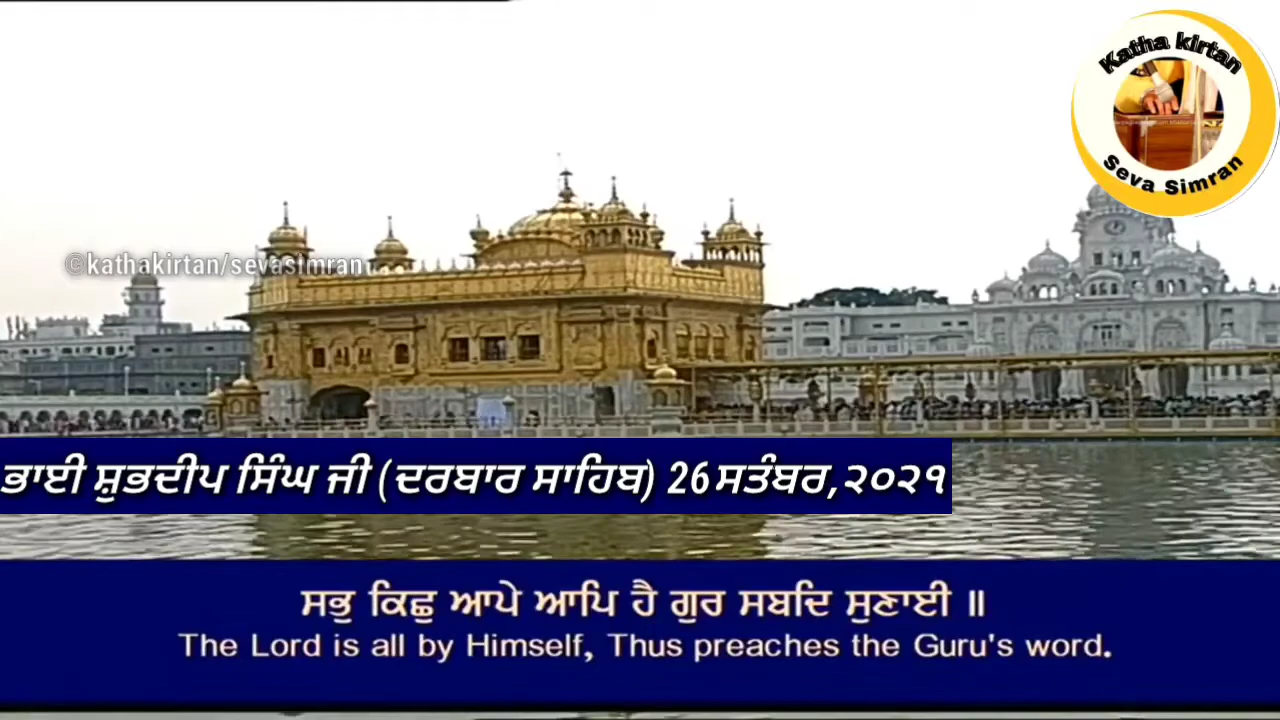 Katha kirtan
Seva Simran
©kathakirtan/sevasimran
ਭਾਈ ਸ਼ੁਭਦੀਪ ਸਿੰਘ ਜੀ (ਦਰਬਾਰ ਸਾਹਿਬ) 26 ਸਤੰਬਰ,੨੦੨੧
ਸਭੁ ਕਿਛੁ ਆਪੇ ਆਪਿ ਹੈ ਗੁਰ ਸਬਦਿ ਸੁਣਾਈ ॥
The Lord is all by Himself, Thus preaches the Guru's word.